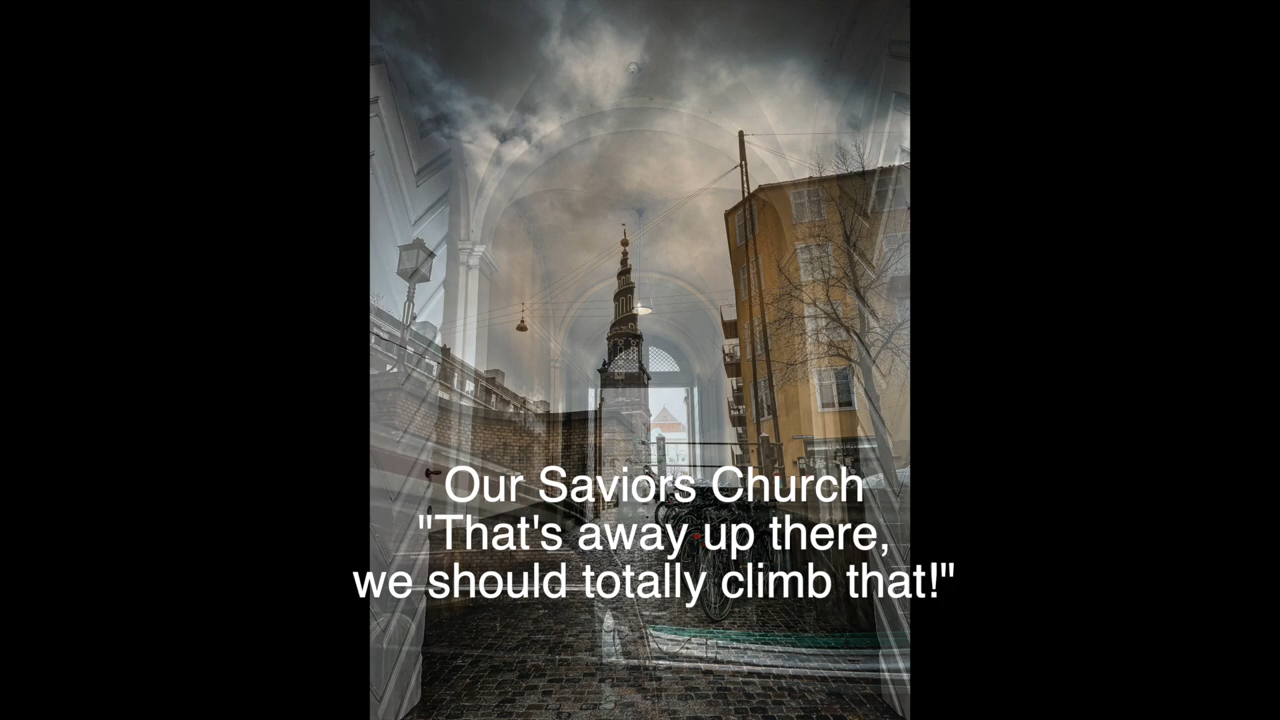 Our Saviors Church
"That's away up there,
we should totally climb that!"